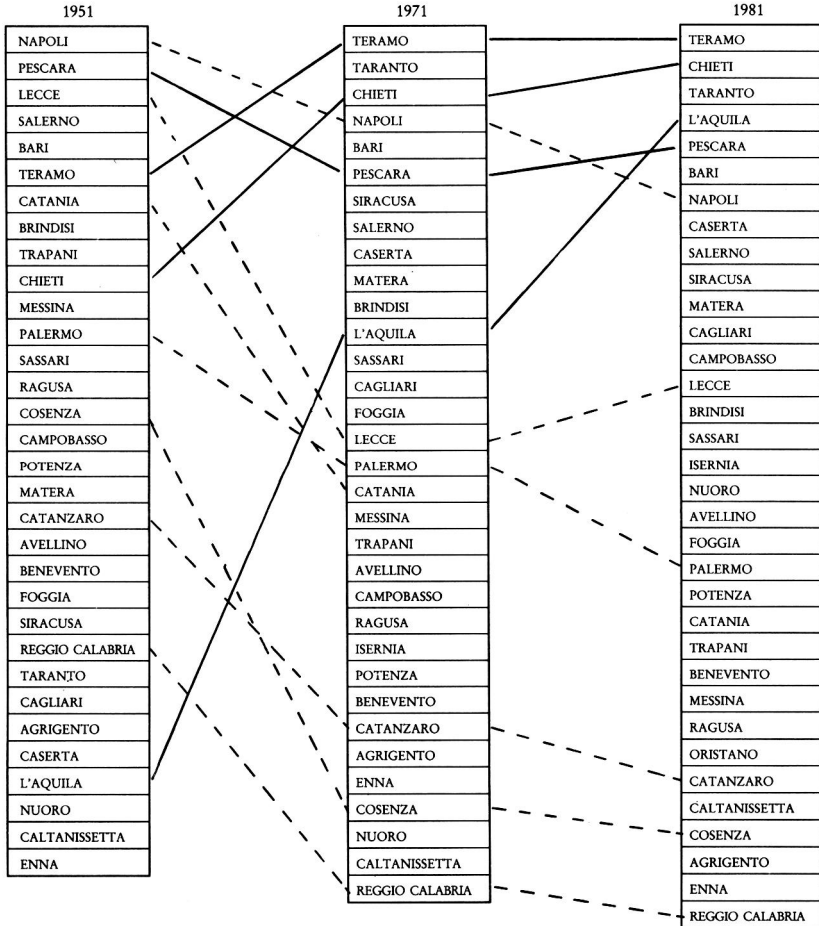 1951
NAPOLI
PESCARA
LECCE
SALERNO
BARI
TERAMO
CATANIA
BRINDISI
TRAPANI
CHIETI
MESSINA
PALERMO
SASSARI
RAGUSA
COSENZA
CAMPOBASSO
POTENZA
MATERA
CATANZARO
AVELLINO
BENEVENTO
FOGGIA
SIRACUSA
REGGIO CALABRIA
TARANTO
CAGLIARI
AGRIGENTO
CASERTA
L'AQUILA
NUORO
CALTANISSETTA
ENNA
1971
TERAMO
TARANTO
CHIETI
NAPOLI
BARI
PESCARA
SIRACUSA
SALERNO
CASERTA
MATERA
BRINDISI
L'AQUILA
SASSARI
CAGLIARI
FOGGIA
LECCE
PALERMO
CATANIA
MESSINA
TRAPANI
AVELLINO
CAMPOBASSO
RAGUSA
ISERNIA
POTENZA
BENEVENTO
CATANZARO
AGRIGENTO
ENNA
COSENZA
NUORO
CALTANISSETTA
REGGIO CALABRIA
1981
TERAMO
CHIETI
TARANTO
L'AQUILA
PESCARA
BARI
NAPOLI
CASERTA
SALERNO
SIRACUSA
MATERA
CAGLIARI
CAMPOBASSO
LECCE
BRINDISI
SASSARI
ISERNIA
NUORO
AVELLINO
FOGGIA
PALERMO
POTENZA
CATANIA
TRAPANI
BENEVENTO
MESSINA
RAGUSA
ORISTANO
CATANZARO
CALTANISSETTA
COSENZA
AGRIGENTO
ENNA
REGGIO CALABRIA